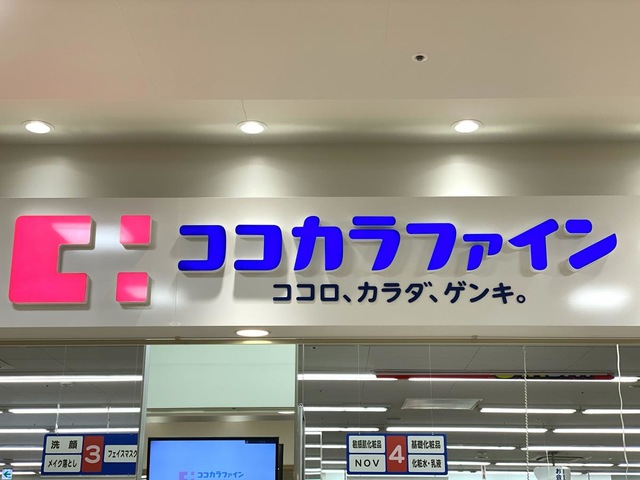 ココカラファイン
ココロ、カラダ、ゲンキ。
洗顔
メイク落とし
3
フェイスマスク
ココカラファイン
敏感肌化粧品
NOV
4
基礎化粧品
化粧水・乳液